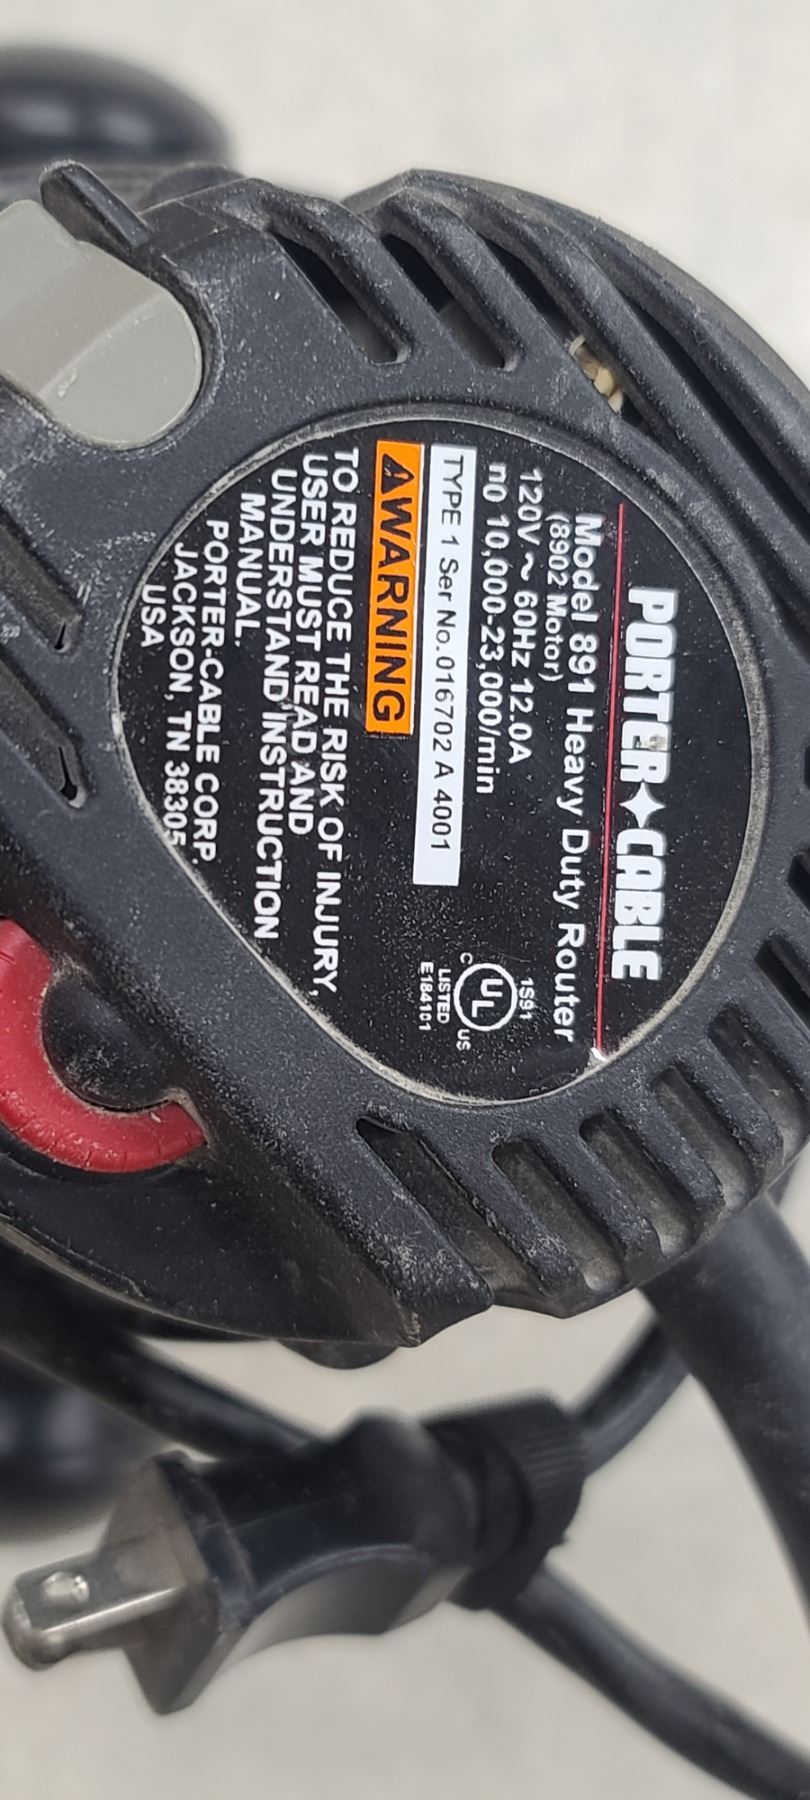 PORTER✦CABLE
Model 891 Heavy Duty Router
(8902 Motor)
120V ~ 60Hz 12.0A
no 10,000-23,000/min
TYPE 1 Ser No.016702 A 4001
⚠WARNING
TO REDUCE THE RISK OF INJURY,
USER MUST READ AND
UNDERSTAND INSTRUCTION
MANUAL.
PORTER-CABLE CORP.
JACKSON, TN 38305
USA
1S91
C UL US
LISTED
E184101